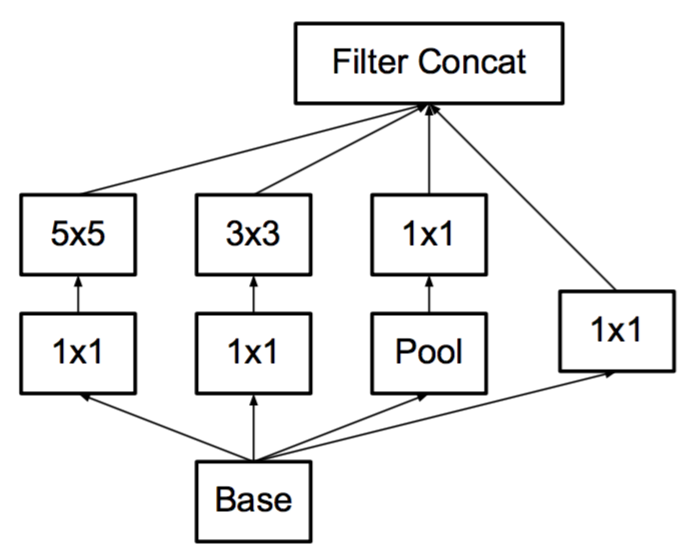 Filter Concat
5x5
3x3
1x1
1x1
1x1
Pool
1x1
Base